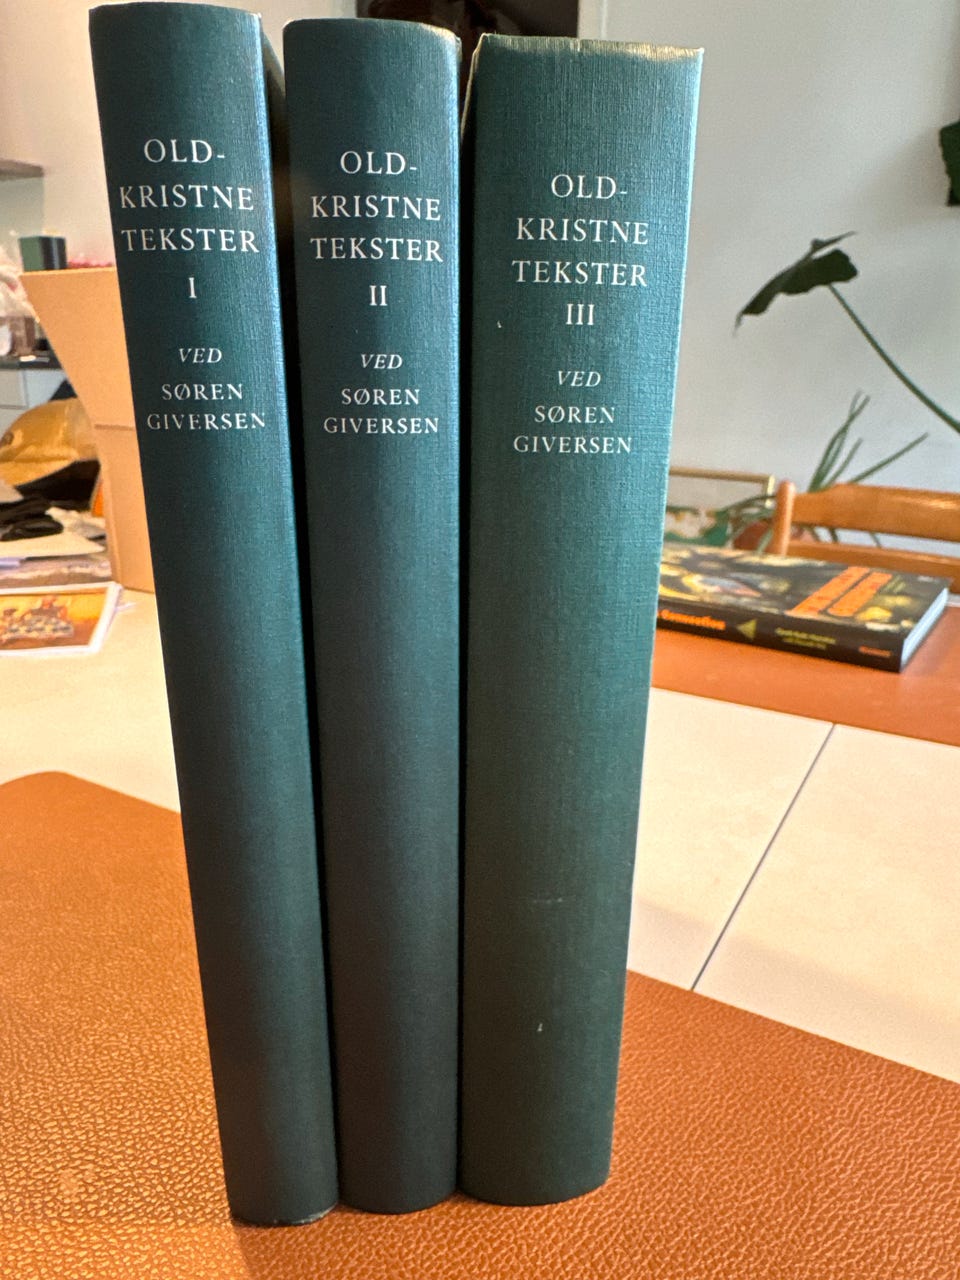 OLD-
KRISTNE
TEKSTER
I
VED
SØREN
GIVERSEN
OLD-
KRISTNE
TEKSTER
II
VED
SØREN
GIVERSEN
OLD-
KRISTNE
TEKSTER
III
VED
SØREN
GIVERSEN